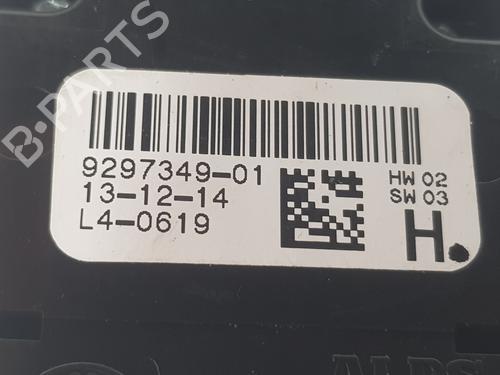 B-PARTS
9297349-01
13-12-14
L4-0619
HW 02
SW 03
H.